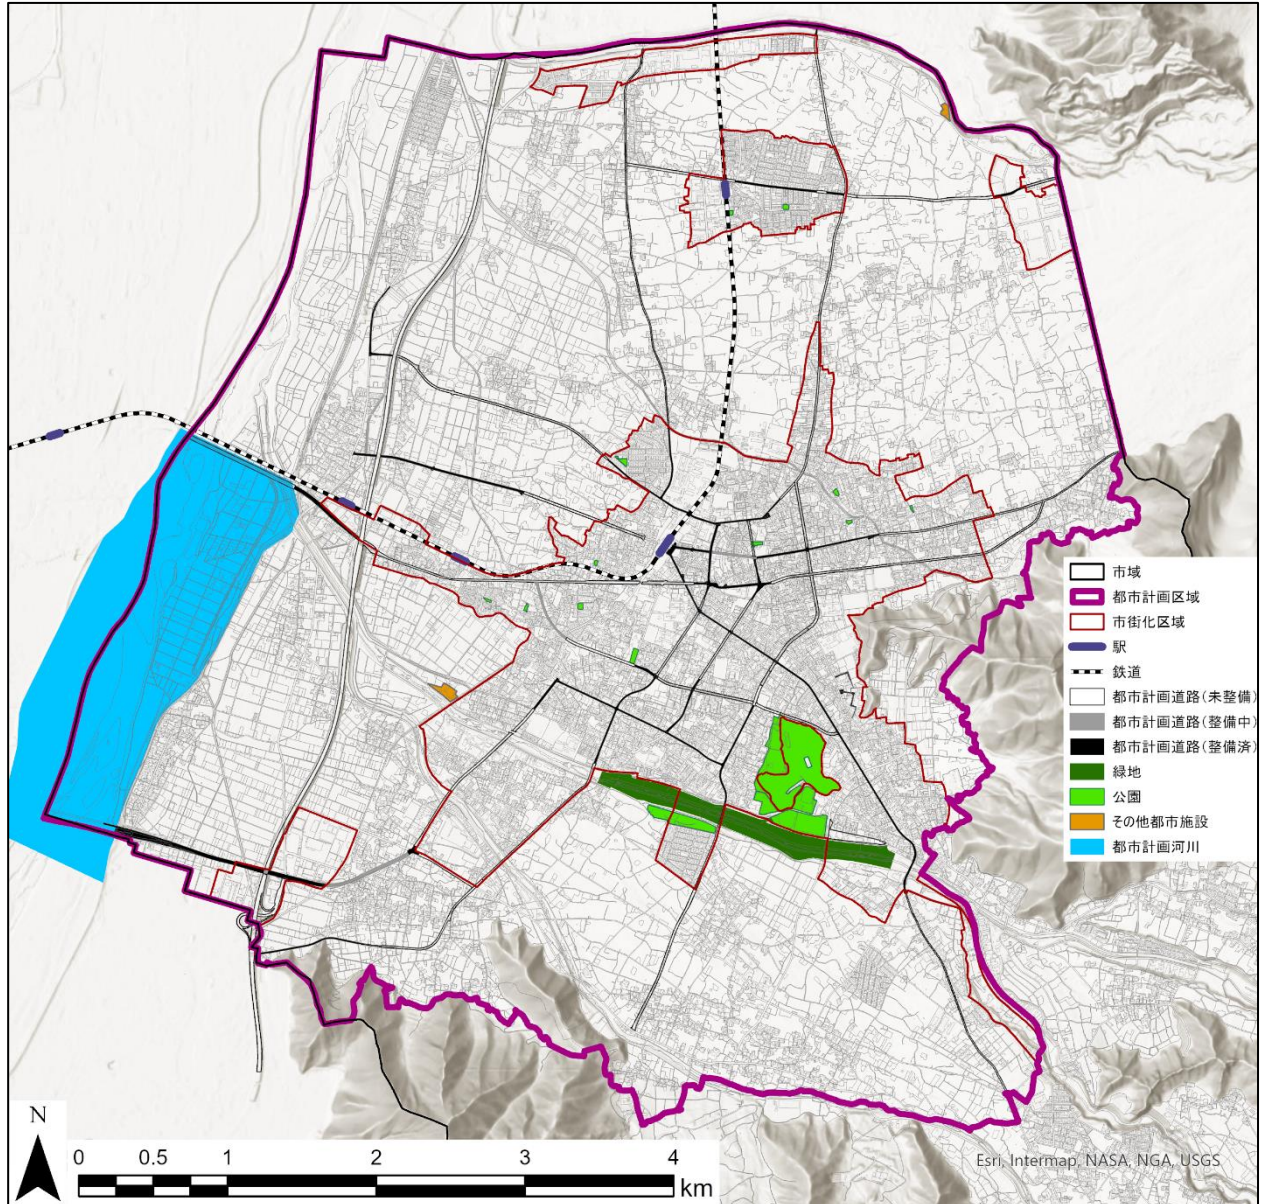 市域
都市計画区域
市街化区域
駅
鉄道
都市計画道路(未整備)
都市計画道路(整備中)
都市計画道路(整備済)
緑地
公園
その他都市施設
都市計画河川
N
0 0.5 1 2 3 4
km
Esri, Intermap, NASA, NGA, USGS